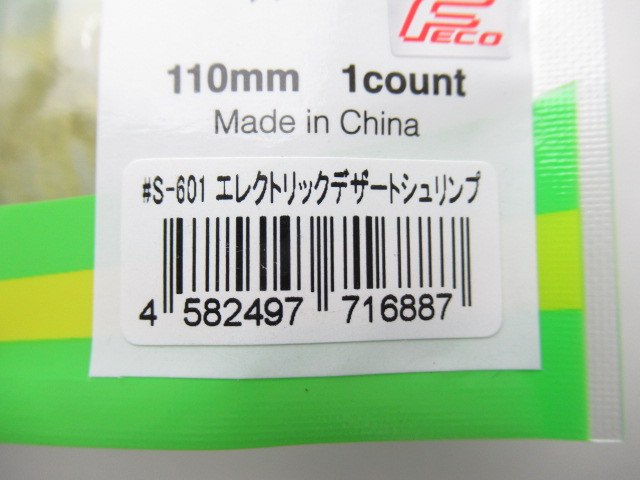 FECO
110mm 1count
Made in China
#S-601 エレクトリックデザートシュリンプ
4 582497 716887